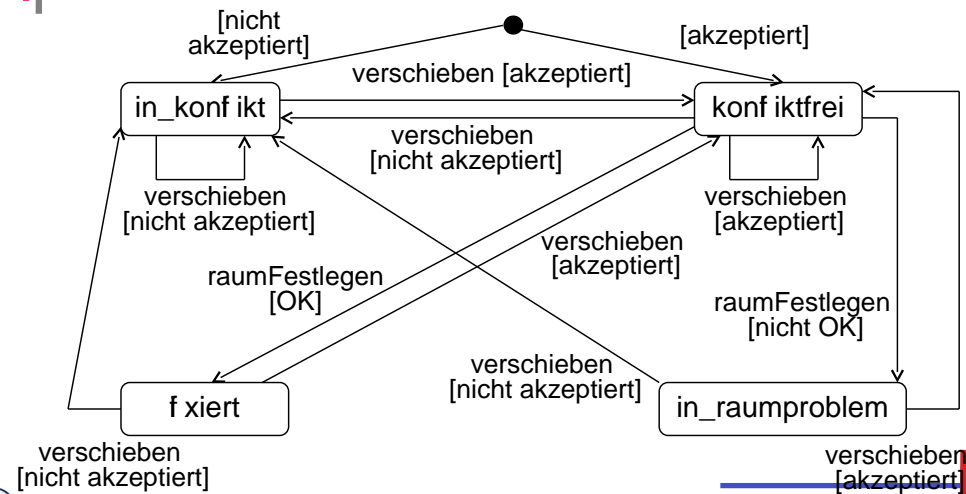 [nicht
akzeptiert]
[akzeptiert]
verschieben [akzeptiert]
in_konf ikt
konf iktfrei
verschieben
[nicht akzeptiert]
verschieben
[nicht akzeptiert]
verschieben
[akzeptiert]
verschieben
[akzeptiert]
raumFestlegen
[OK]
raumFestlegen
[nicht OK]
verschieben
[nicht akzeptiert]
f xiert
in_raumproblem
verschieben
[nicht akzeptiert]
verschieben
[akzeptiert]